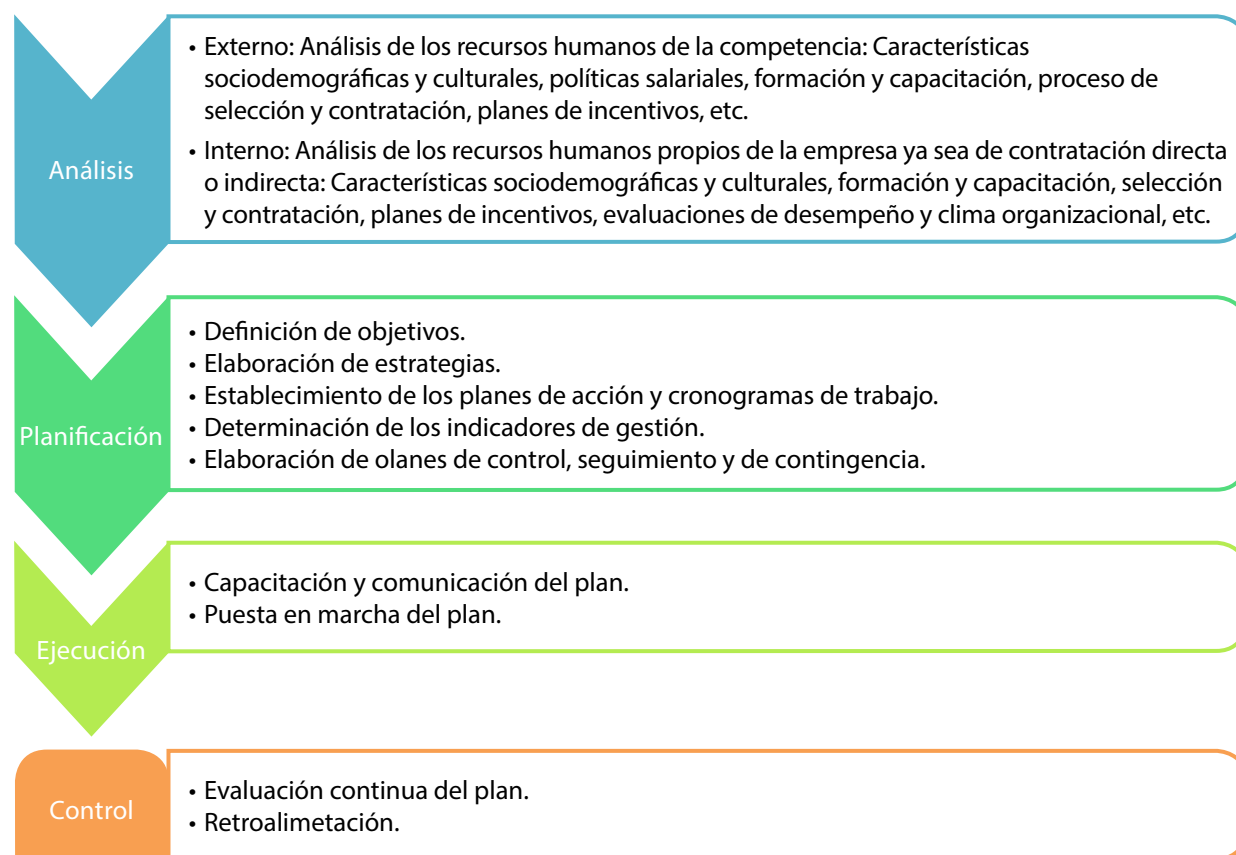 Análisis
• Externo: Análisis de los recursos humanos de la competencia: Características
sociodemográficas y culturales, políticas salariales, formación y capacitación, proceso de
selección y contratación, planes de incentivos, etc.
• Interno: Análisis de los recursos humanos propios de la empresa ya sea de contratación directa
o indirecta: Características sociodemográficas y culturales, formación y capacitación, selección
y contratación, planes de incentivos, evaluaciones de desempeño y clima organizacional, etc.
Planificación
• Definición de objetivos.
• Elaboración de estrategias.
• Establecimiento de los planes de acción y cronogramas de trabajo.
• Determinación de los indicadores de gestión.
• Elaboración de olanes de control, seguimiento y de contingencia.
Ejecución
• Capacitación y comunicación del plan.
• Puesta en marcha del plan.
Control
• Evaluación continua del plan.
• Retroalimetación.